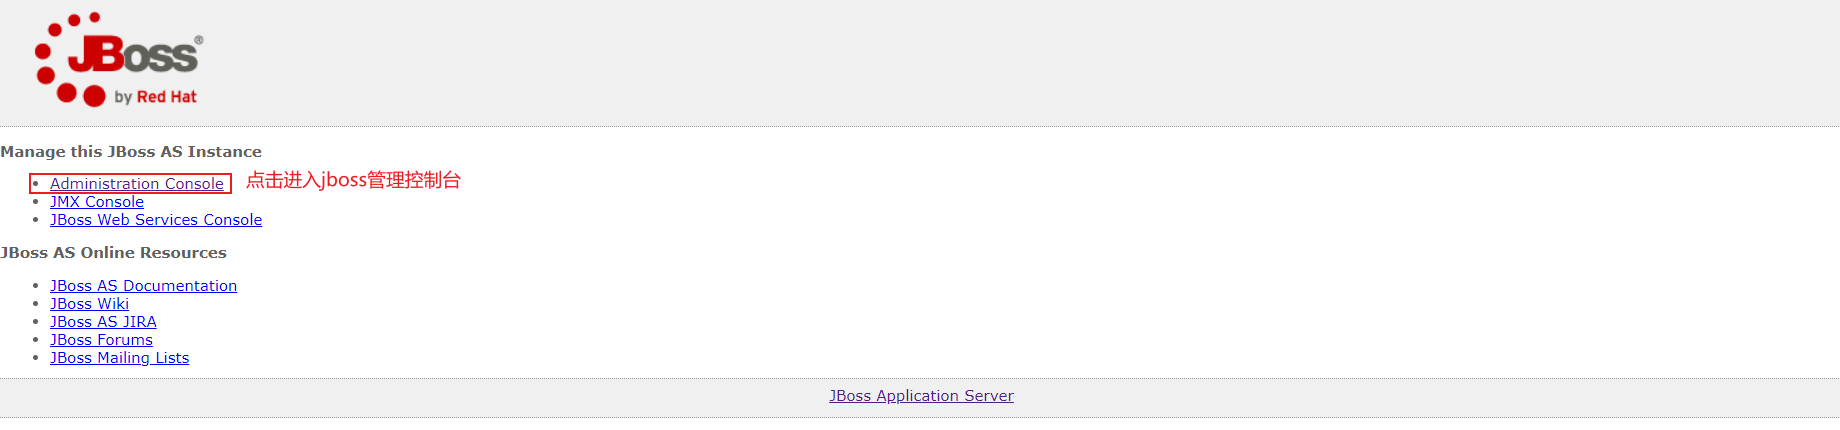 JBoss®
by Red Hat
Manage this JBoss AS Instance
Administration Console 点击进入jboss管理控制台
JMX Console
JBoss Web Services Console
JBoss AS Online Resources
JBoss AS Documentation
JBoss Wiki
JBoss AS JIRA
JBoss Forums
JBoss Mailing Lists
JBoss Application Server